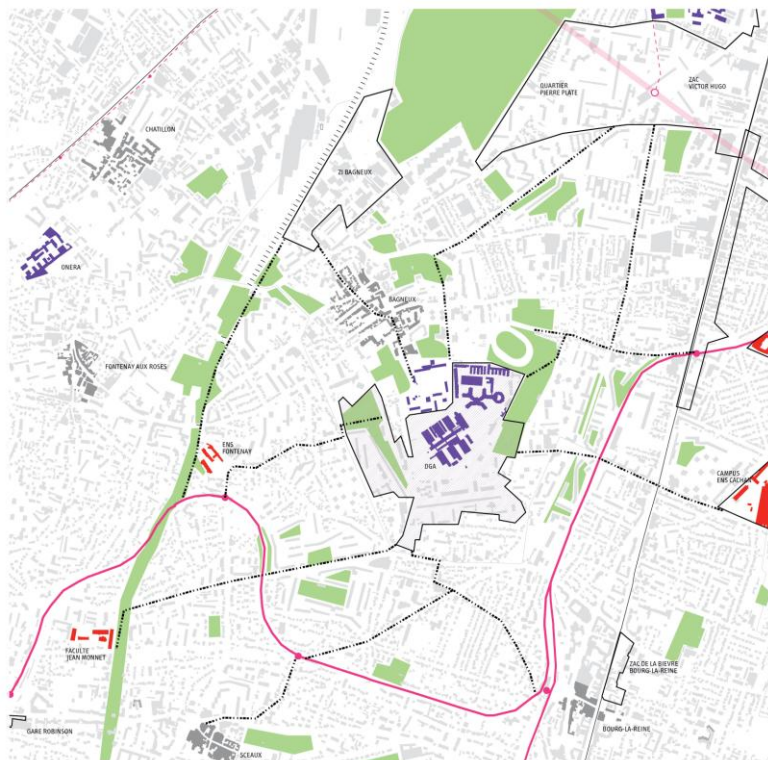 QUARTIER
PIERRE PLATE
ZAC
VICTOR HUGO
CHATILLON
ZI BAGNEUX
ONERA
BAGNEUX
FONTENAY AUX ROSES
ENS
FONTENAY
DGA
CAMPUS
ENS CACHAN
FACULTE
JEAN MONNET
ZAC DE LA BIEVRE
BOURG-LA-REINE
GARE ROBINSON
SCEAUX
BOURG-LA-REINE